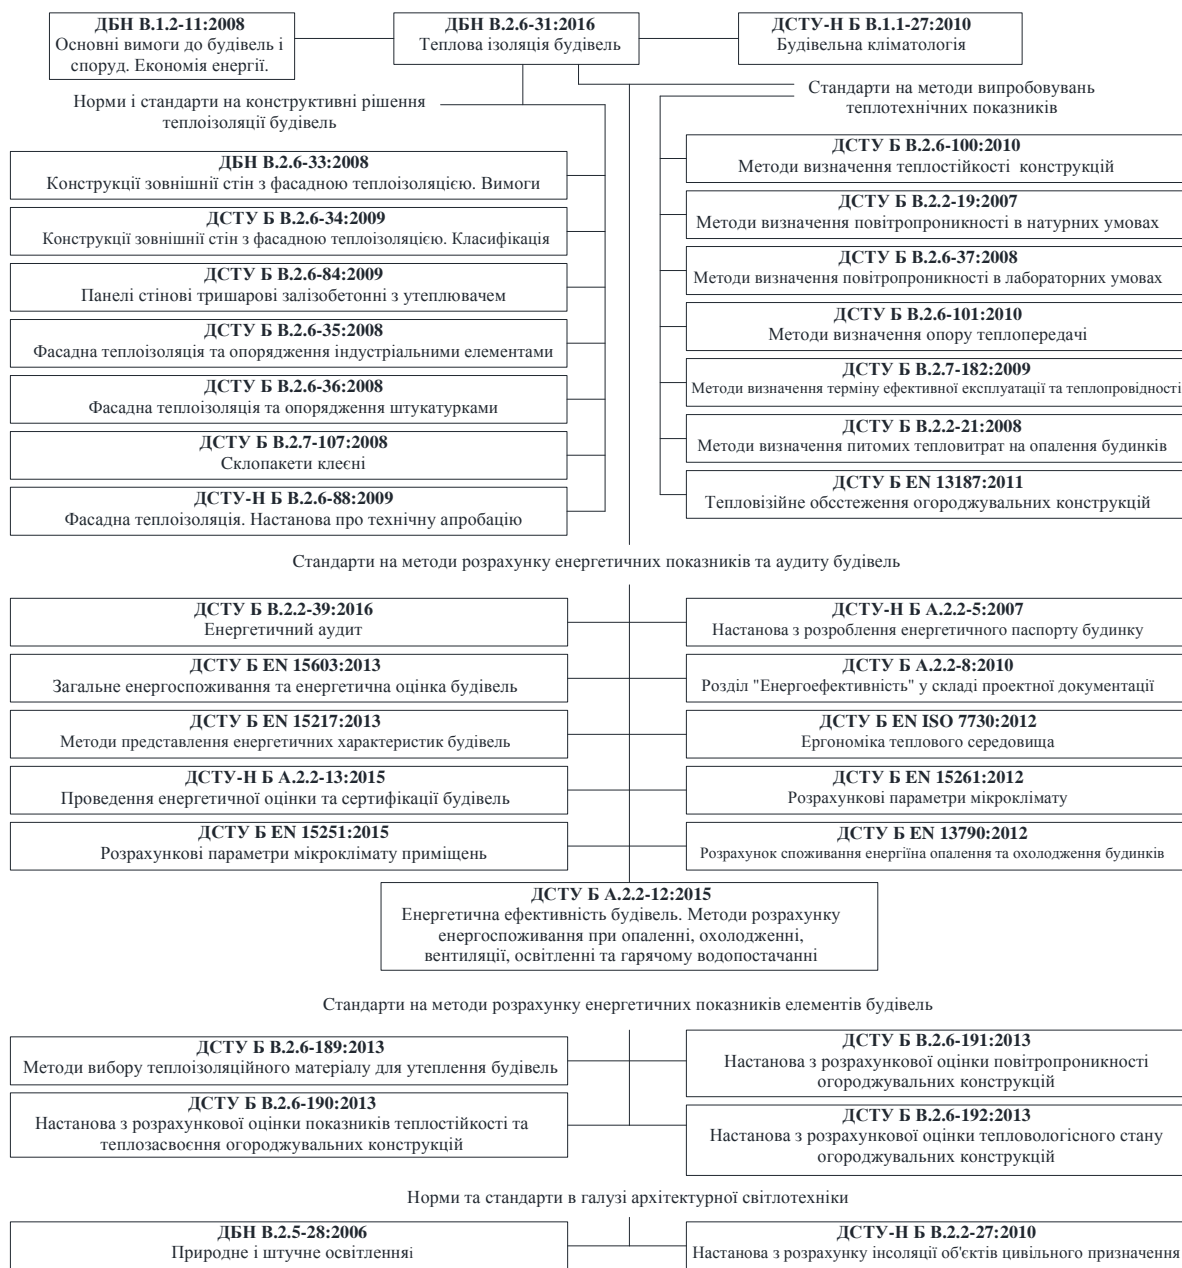 ДБН В.1.2-11:2008
Основні вимоги до будівель і
споруд. Економія енергії.
ДБН В.2.6-31:2016
Теплова ізоляція будівель
ДСТУ-Н Б В.1.1-27:2010
Будівельна кліматологія
Норми і стандарти на конструктивні рішення
теплоізоляції будівель
Стандарти на методи випробовувань
теплотехнічних показників
ДБН В.2.6-33:2008
Конструкції зовнішнії стін з фасадною теплоізоляцією. Вимоги
ДСТУ Б В.2.6-34:2009
Конструкції зовнішнії стін з фасадною теплоізоляцією. Класифікація
ДСТУ Б В.2.6-84:2009
Панелі стінові тришарові залізобетонні з утеплювачем
ДСТУ Б В.2.6-35:2008
Фасадна теплоізоляція та опорядження індустріальними елементами
ДСТУ Б В.2.6-36:2008
Фасадна теплоізоляція та опорядження штукатурками
ДСТУ Б В.2.7-107:2008
Склопакети клеєні
ДСТУ-Н Б В.2.6-88:2009
Фасадна теплоізоляція. Настанова про технічну апробацію
ДСТУ Б В.2.6-100:2010
Методи визначення теплостійкості конструкцій
ДСТУ Б В.2.2-19:2007
Методи визначення повітропроникності в натурних умовах
ДСТУ Б В.2.6-37:2008
Методи визначення повітропроникності в лабораторних умовах
ДСТУ Б В.2.6-101:2010
Методи визначення опору теплопередачі
ДСТУ Б В.2.7-182:2009
Методи визначення терміну ефективної експлуатації та теплопровідності
ДСТУ Б В.2.2-21:2008
Методи визначення питомих тепловитрат на опалення будинків
ДСТУ Б EN 13187:2011
Тепловізійне обстеження огороджувальних конструкцій
Стандарти на методи розрахунку енергетичних показників та аудиту будівель
ДСТУ Б В.2.2-39:2016
Енергетичний аудит
ДСТУ Б EN 15603:2013
Загальне енергоспоживання та енергетична оцінка будівель
ДСТУ Б EN 15217:2013
Методи представлення енергетичних характеристик будівель
ДСТУ-Н Б А.2.2-13:2015
Проведення енергетичної оцінки та сертифікації будівель
ДСТУ Б EN 15251:2015
Розрахункові параметри мікроклімату приміщень
ДСТУ-Н Б А.2.2-5:2007
Настанова з розроблення енергетичного паспорту будинку
ДСТУ Б А.2.2-8:2010
Розділ "Енергоефективність" у складі проектної документації
ДСТУ Б EN ISO 7730:2012
Ергономіка теплового середовища
ДСТУ Б EN 15261:2012
Розрахункові параметри мікроклімату
ДСТУ Б EN 13790:2012
Розрахунок споживання енергіїна опалення та охолодження будинків
ДСТУ Б А.2.2-12:2015
Енергетична ефективність будівель. Методи розрахунку
енергоспоживання при опаленні, охолодженні,
вентиляції, освітленні та гарячому водопостачанні
Стандарти на методи розрахунку енергетичних показників елементів будівель
ДСТУ Б В.2.6-189:2013
Методи вибору теплоізоляційного матеріалу для утеплення будівель
ДСТУ Б В.2.6-190:2013
Настанова з розрахункової оцінки показників теплостійкості та
теплозасвоєння огороджувальних конструкцій
ДСТУ Б В.2.6-191:2013
Настанова з розрахункової оцінки повітропроникності
огороджувальних конструкцій
ДСТУ Б В.2.6-192:2013
Настанова з розрахункової оцінки тепловологісного стану
огороджувальних конструкцій
Норми та стандарти в галузі архітектурної світлотехніки
ДБН В.2.5-28:2006
Природне і штучне освітленняі
ДСТУ-Н Б В.2.2-27:2010
Настанова з розрахунку інсоляції об'єктів цивільного призначення